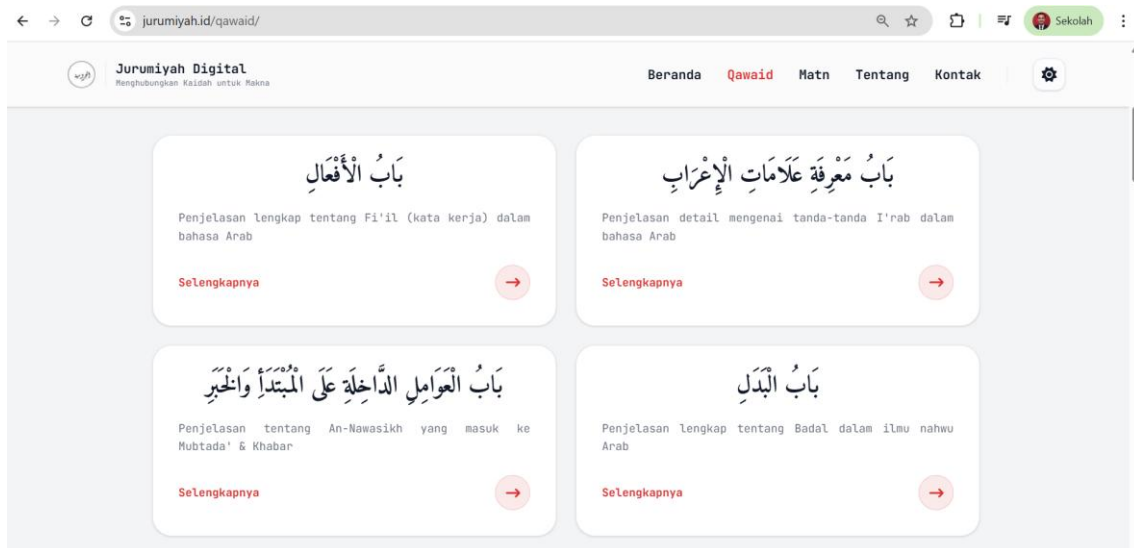 jurumiyah.id/qawaid/
Sekolah
Jurumiyah Digital
Menghubungkan Kaidah untuk Makna
Beranda Qawaid Matn Tentang Kontak
بَابُ الْأَفْعَالِ
Penjelasan lengkap tentang Fi'il (kata kerja) dalam
bahasa Arab
Selengkapnya
بَابُ مَعْرِفَةِ عَلَامَاتِ الْإِعْرَابِ
Penjelasan detail mengenai tanda-tanda I'rab dalam
bahasa Arab
Selengkapnya
بَابُ الْعَوَامِلِ الدَّاخِلَةِ عَلَى الْمُبْتَدَأِ وَالْخَبَرِ
Penjelasan tentang An-Nawasikh yang masuk ke
Mubtada' & Khabar
Selengkapnya
بَابُ الْبَدَلِ
Penjelasan lengkap tentang Badal dalam ilmu nahwu
Arab
Selengkapnya